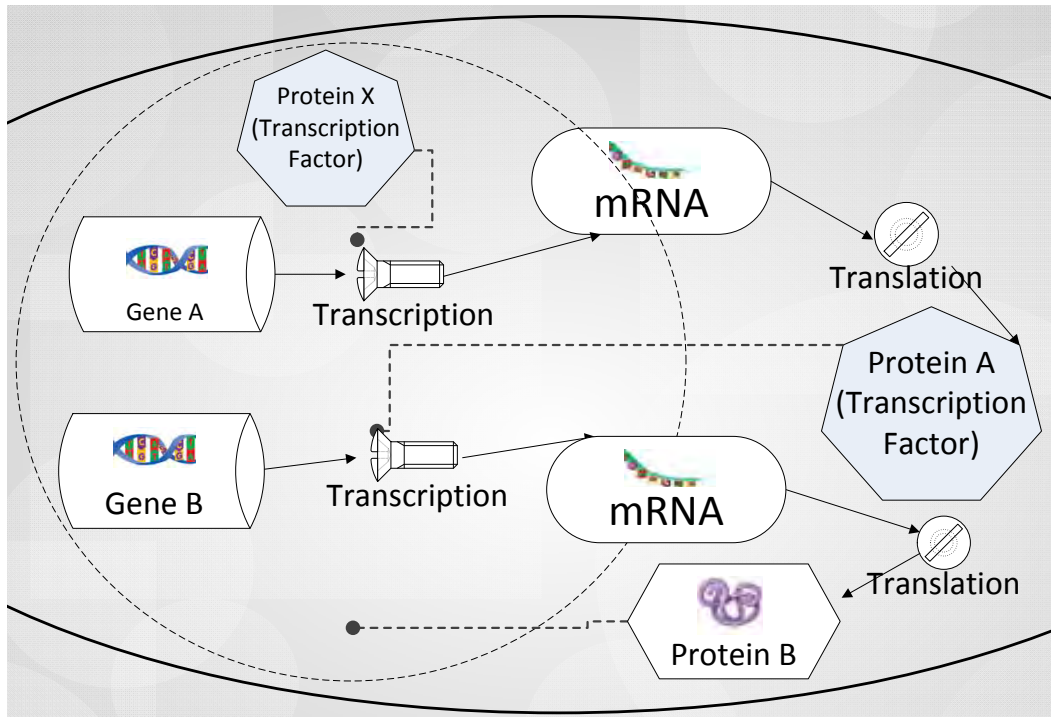 Protein X
(Transcription
Factor)
mRNA
Gene A
Transcription
Translation
Protein A
(Transcription
Factor)
Gene B
Transcription
mRNA
Translation
Protein B